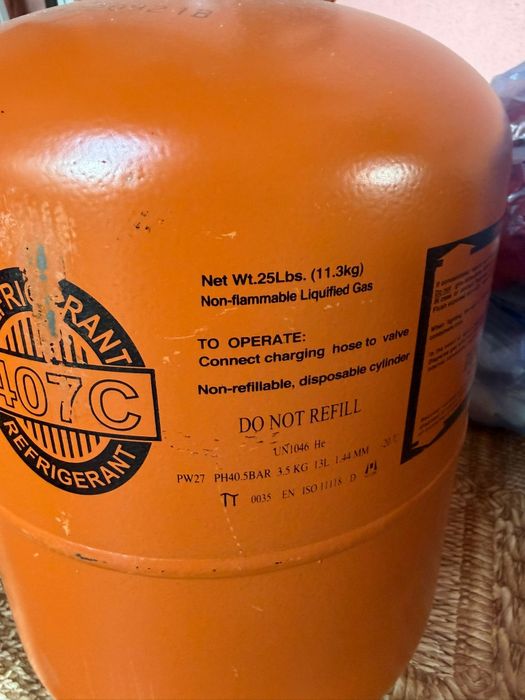 REFRIGERANT
407C
REFRIGERANT
Net Wt.25Lbs. (11.3kg)
Non-flammable Liquified Gas
TO OPERATE:
Connect charging hose to valve
Non-refillable, disposable cylinder
DO NOT REFILL
UN1046 He
PW27 PH40.5BAR 3.5 KG 13L 1.44 MM -20
π 0035 EN ISO 11118 D